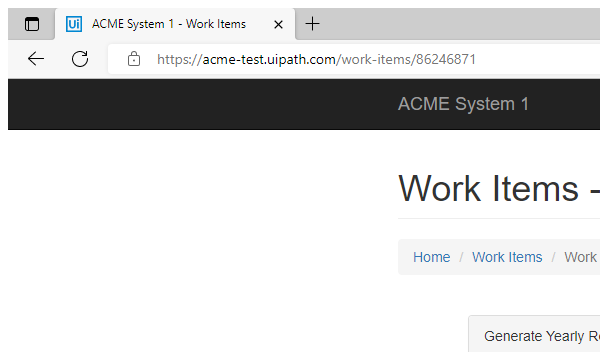 Ui ACME System 1 - Work Items
https://acme-test.uipath.com/work-items/86246871
ACME System 1
Work Items -
Home / Work Items / Work
Generate Yearly